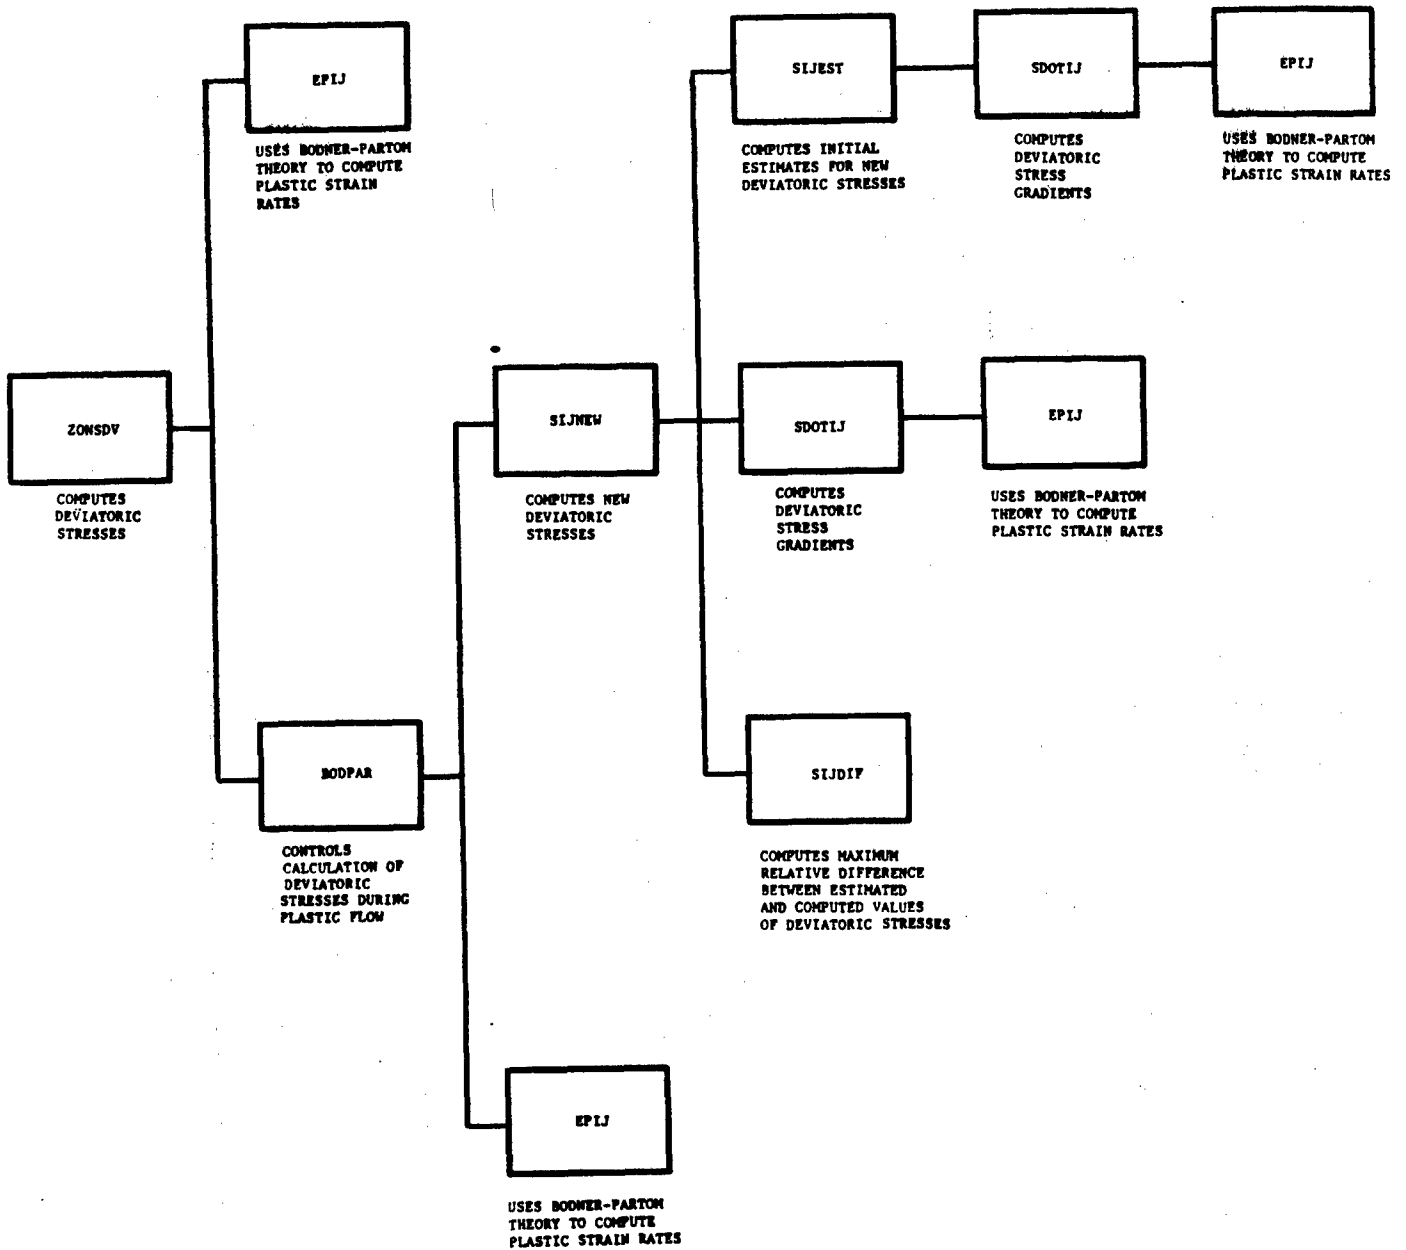 EPIJ
USES BODNER-PARTOM
THEORY TO COMPUTE
PLASTIC STRAIN
RATES
SIJEST
COMPUTES INITIAL
ESTIMATES FOR NEW
DEVIATORIC STRESSES
SDOTIJ
COMPUTES
DEVIATORIC
STRESS
GRADIENTS
EPIJ
USES BODNER-PARTOM
THEORY TO COMPUTE
PLASTIC STRAIN RATES
ZONSDV
COMPUTES
DEVIATORIC
STRESSES
SIJNEW
COMPUTES NEW
DEVIATORIC
STRESSES
SDOTIJ
COMPUTES
DEVIATORIC
STRESS
GRADIENTS
EPIJ
USES BODNER-PARTOM
THEORY TO COMPUTE
PLASTIC STRAIN RATES
BODPAR
CONTROLS
CALCULATION OF
DEVIATORIC
STRESSES DURING
PLASTIC FLOW
SIJDIF
COMPUTES MAXIMUM
RELATIVE DIFFERENCE
BETWEEN ESTIMATED
AND COMPUTED VALUES
OF DEVIATORIC STRESSES
EPIJ
USES BODNER-PARTOM
THEORY TO COMPUTE
PLASTIC STRAIN RATES